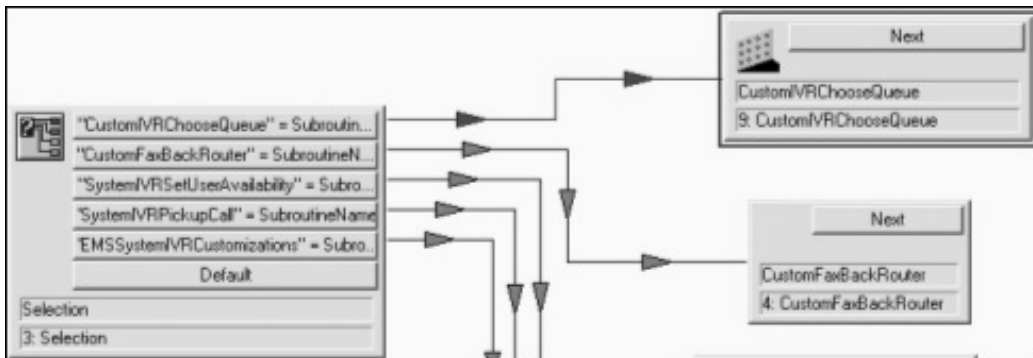 Next
CustomIVRChooseQueue
9: CustomIVRChooseQueue
"CustomIVRChooseQueue" = Subroutin...
"CustomFaxBackRouter" = SubroutineN...
"SystemIVRSetUserAvailability" = Subro...
'SystemIVRPickupCall" = SubroutineName
'EMSSystemIVRCustomizations" = Subro...
Default
Selection
3: Selection
Next
CustomFaxBackRouter
4: CustomFaxBackRouter